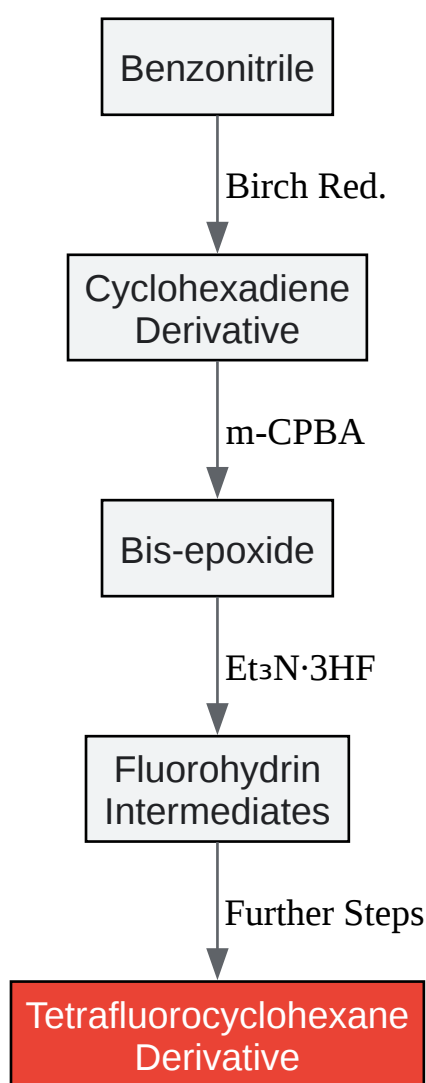 Benzonitrile
Birch Red.
Cyclohexadiene
Derivative
m-CPBA
Bis-epoxide
Et₃N·3HF
Fluorohydrin
Intermediates
Further Steps
Tetrafluorocyclohexane
Derivative